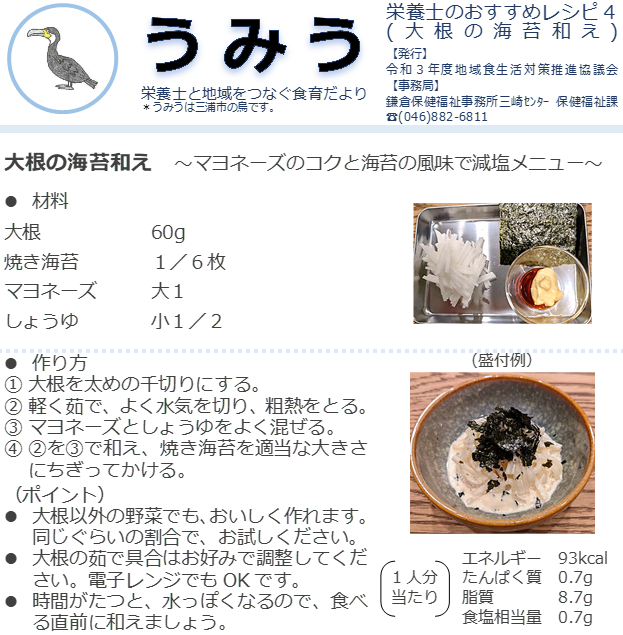 うみう
栄養士と地域をつなぐ食育だより
＊うみうは三浦市の鳥です。
栄養士のおすすめレシピ４
(大根の海苔和え)
【発行】
令和３年度地域食生活対策推進協議会
【事務局】
鎌倉保健福祉事務所三崎ｾﾝﾀｰ 保健福祉課
☎(046)882-6811
大根の海苔和え　～マヨネーズのコクと海苔の風味で減塩メニュー～
● 材料
大根　60g
焼き海苔　１／６枚
マヨネーズ　大１
しょうゆ　小１／２
● 作り方
① 大根を太めの千切りにする。
② 軽く茹で、よく水気を切り、粗熱をとる。
③ マヨネーズとしょうゆをよく混ぜる。
④ ②を③で和え、焼き海苔を適当な大きさ
にちぎってかける。
（ポイント）
● 大根以外の野菜でも、おいしく作れます。
同じぐらいの割合で、お試しください。
● 大根の茹で具合はお好みで調整してくだ
さい。電子レンジでも OK です。
● 時間がたつと、水っぽくなるので、食べ
る直前に和えましょう。
（盛付例）
１人分
当たり
エネルギー　93kcal
たんぱく質　0.7g
脂質　8.7g
食塩相当量　0.7g